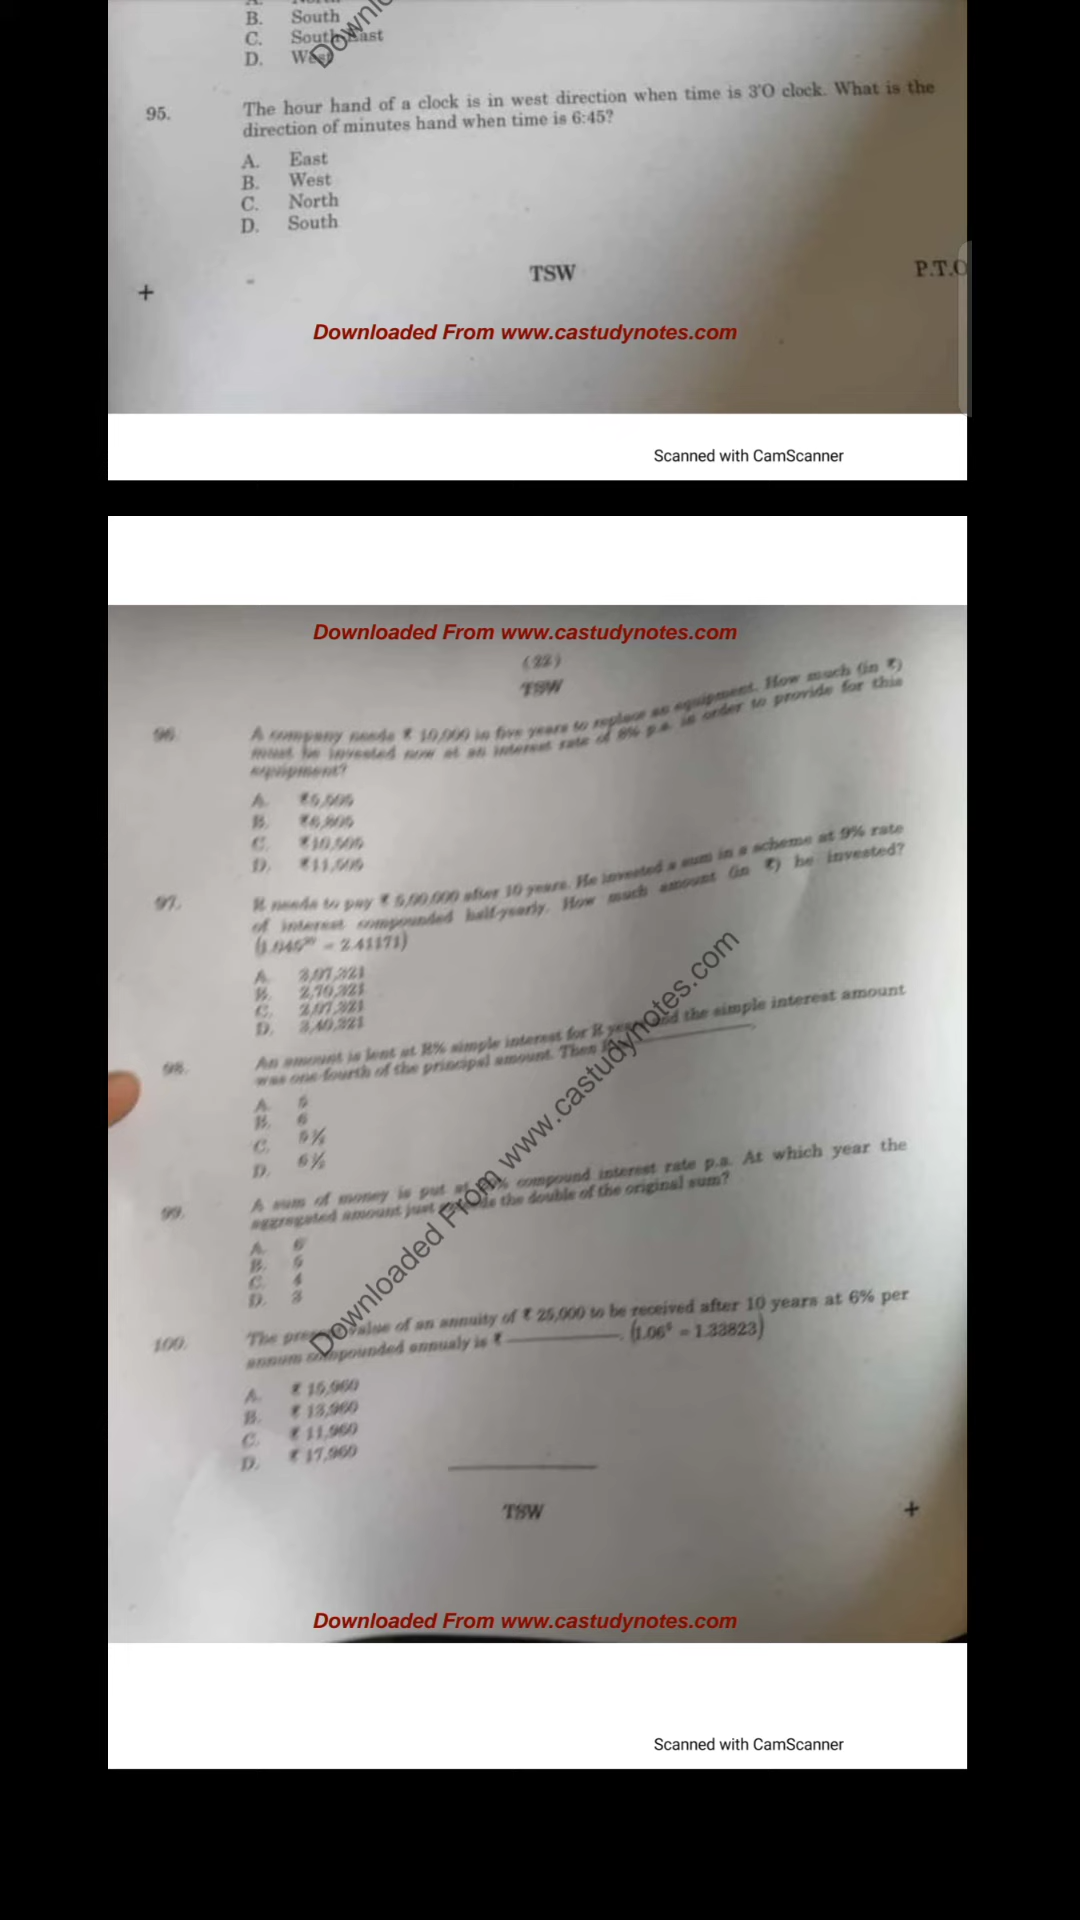 B. South
C. South East
D. West
95. The hour hand of a clock is in west direction when time is 3'O clock. What is the
direction of minutes hand when time is 6:45?
A. East
B. West
C. North
D. South
TSW
P.T.O
+
Downloaded From www.castudynotes.com
Scanned with CamScanner
Downloaded From www.castudynotes.com
(22)
TSW
96. A company needs ₹ 10,000 in five years to replace an equipment. How much (in ₹)
must be invested now at an interest rate of 8% p.a. in order to provide for this
equipment?
A.
B. ₹6,805
C.
D.
97. R needs to pay ₹ 5,00,000 after 10 years. He invested a sum in a scheme at 9% rate
of interest compounded half-yearly. How much amount (in ₹) he invested?
(1.045²⁰ = 2.41171)
A.
B. 2,70,321
C. 2,07,321
D. 3,40,321
98. An amount is lent at R% simple interest for R years and the simple interest amount
was one-fourth of the principal amount. Then
A. 5
B. 6
C. 5½
D. 6½
99. A sum of money is put at compound interest rate p.a. At which year the
aggregated amount just the double of the original sum?
A. 6
B. 5
C. 4
D. 3
100. The present value of an annuity of ₹ 25,000 to be received after 10 years at 6% per
annum compounded annualy is ₹ ________. (1.06⁵ = 1.33823)
A. ₹ 15,960
B. ₹ 13,960
C. ₹ 11,960
D. ₹ 17,960
TSW
+
Downloaded From www.castudynotes.com
Downloaded From www.castudynotes.com
Scanned with CamScanner